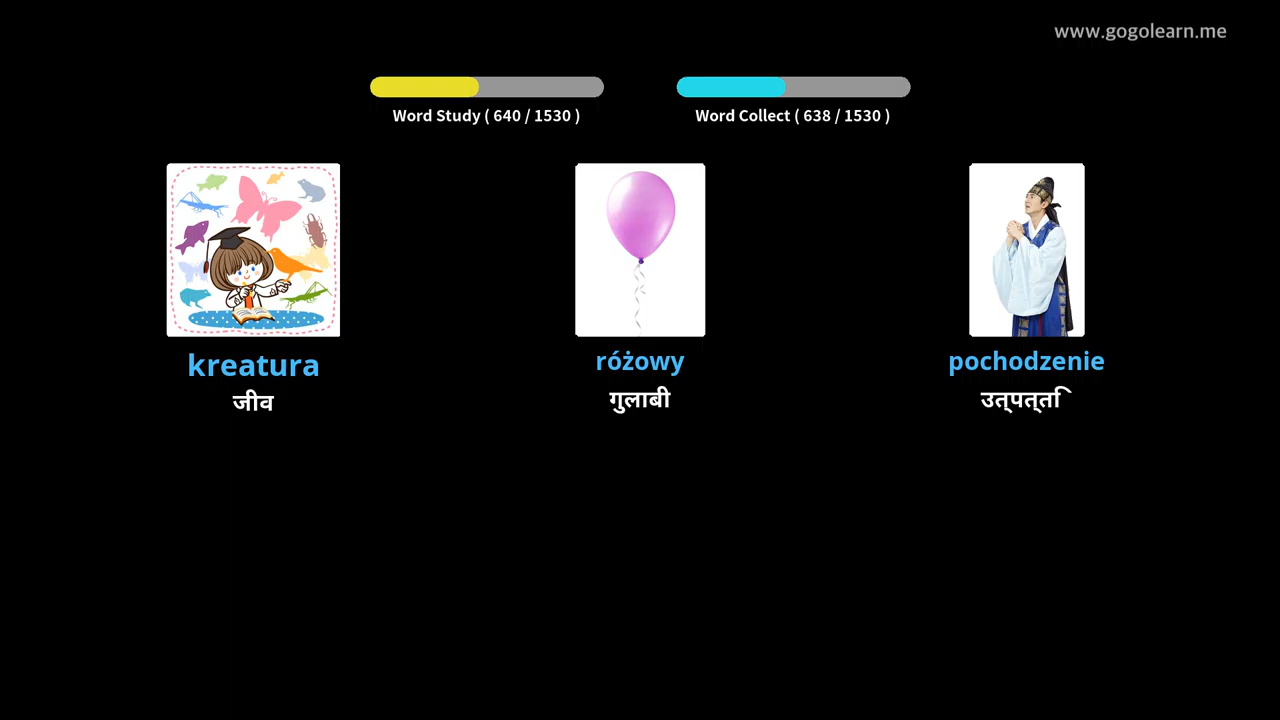 www.gogolearn.me
Word Study ( 640 / 1530 )
Word Collect ( 638 / 1530 )
kreatura
जीव
różowy
गुलाबी
pochodzenie
उत्पत्ति